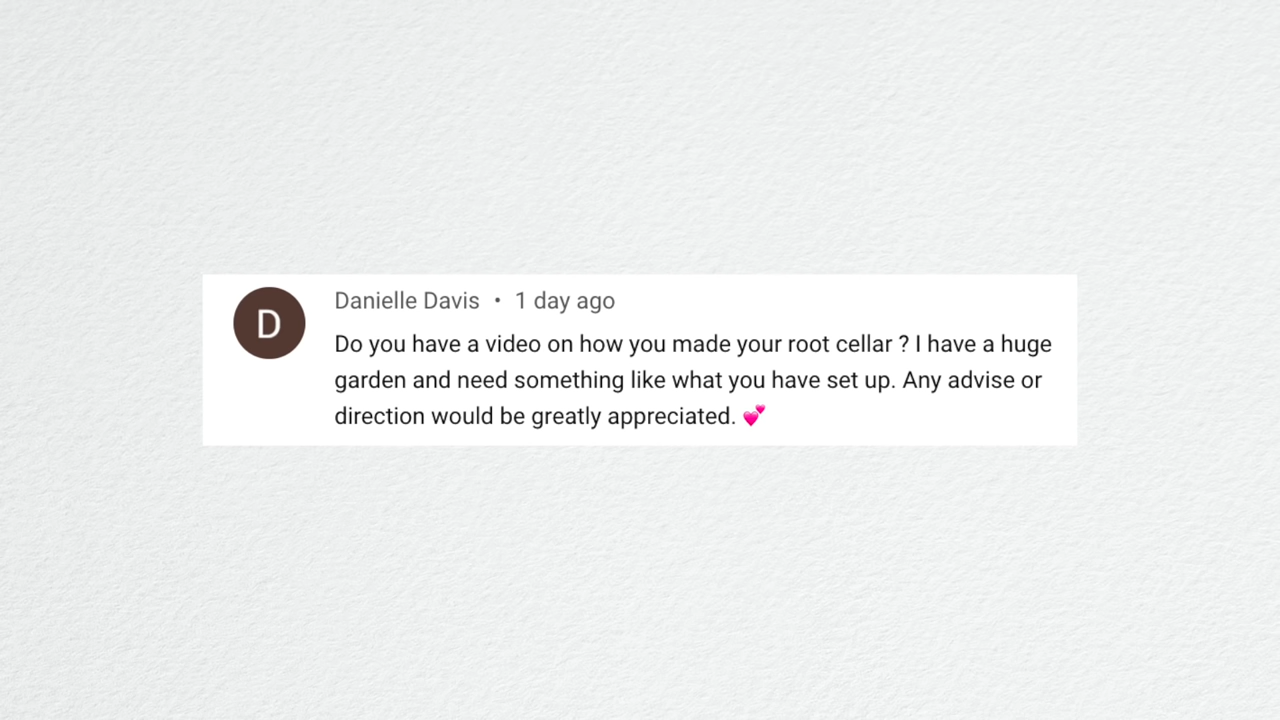 D
Danielle Davis • 1 day ago
Do you have a video on how you made your root cellar ? I have a huge
garden and need something like what you have set up. Any advise or
direction would be greatly appreciated. 💕